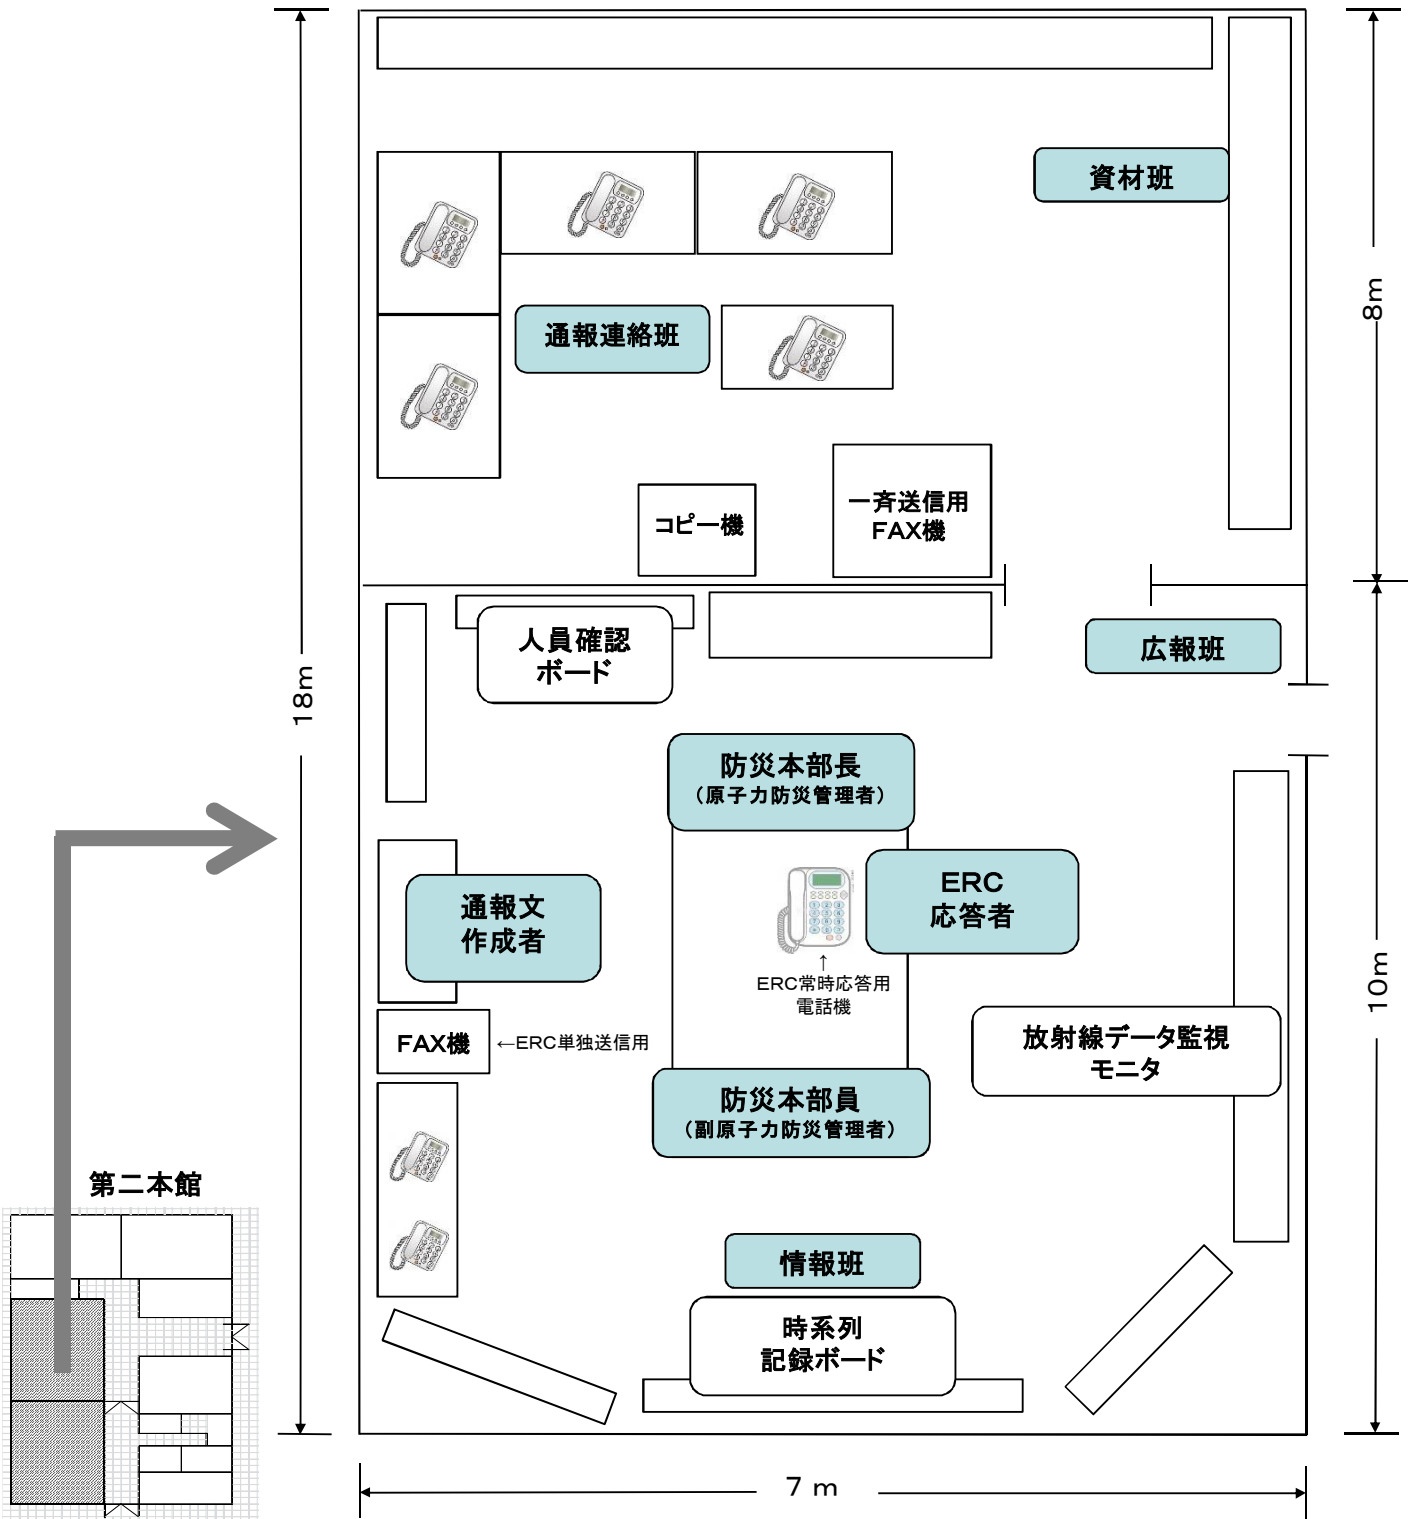 資材班
通報連絡班
コピー機
一斉送信用
FAX機
8m
18m
人員確認
ボード
広報班
防災本部長
（原子力防災管理者）
ERC
応答者
通報文
作成者
↑
ERC常時応答用
電話機
FAX機
←ERC単独送信用
放射線データ監視
モニタ
10m
防災本部員
（副原子力防災管理者）
第二本館
情報班
時系列
記録ボード
7 m